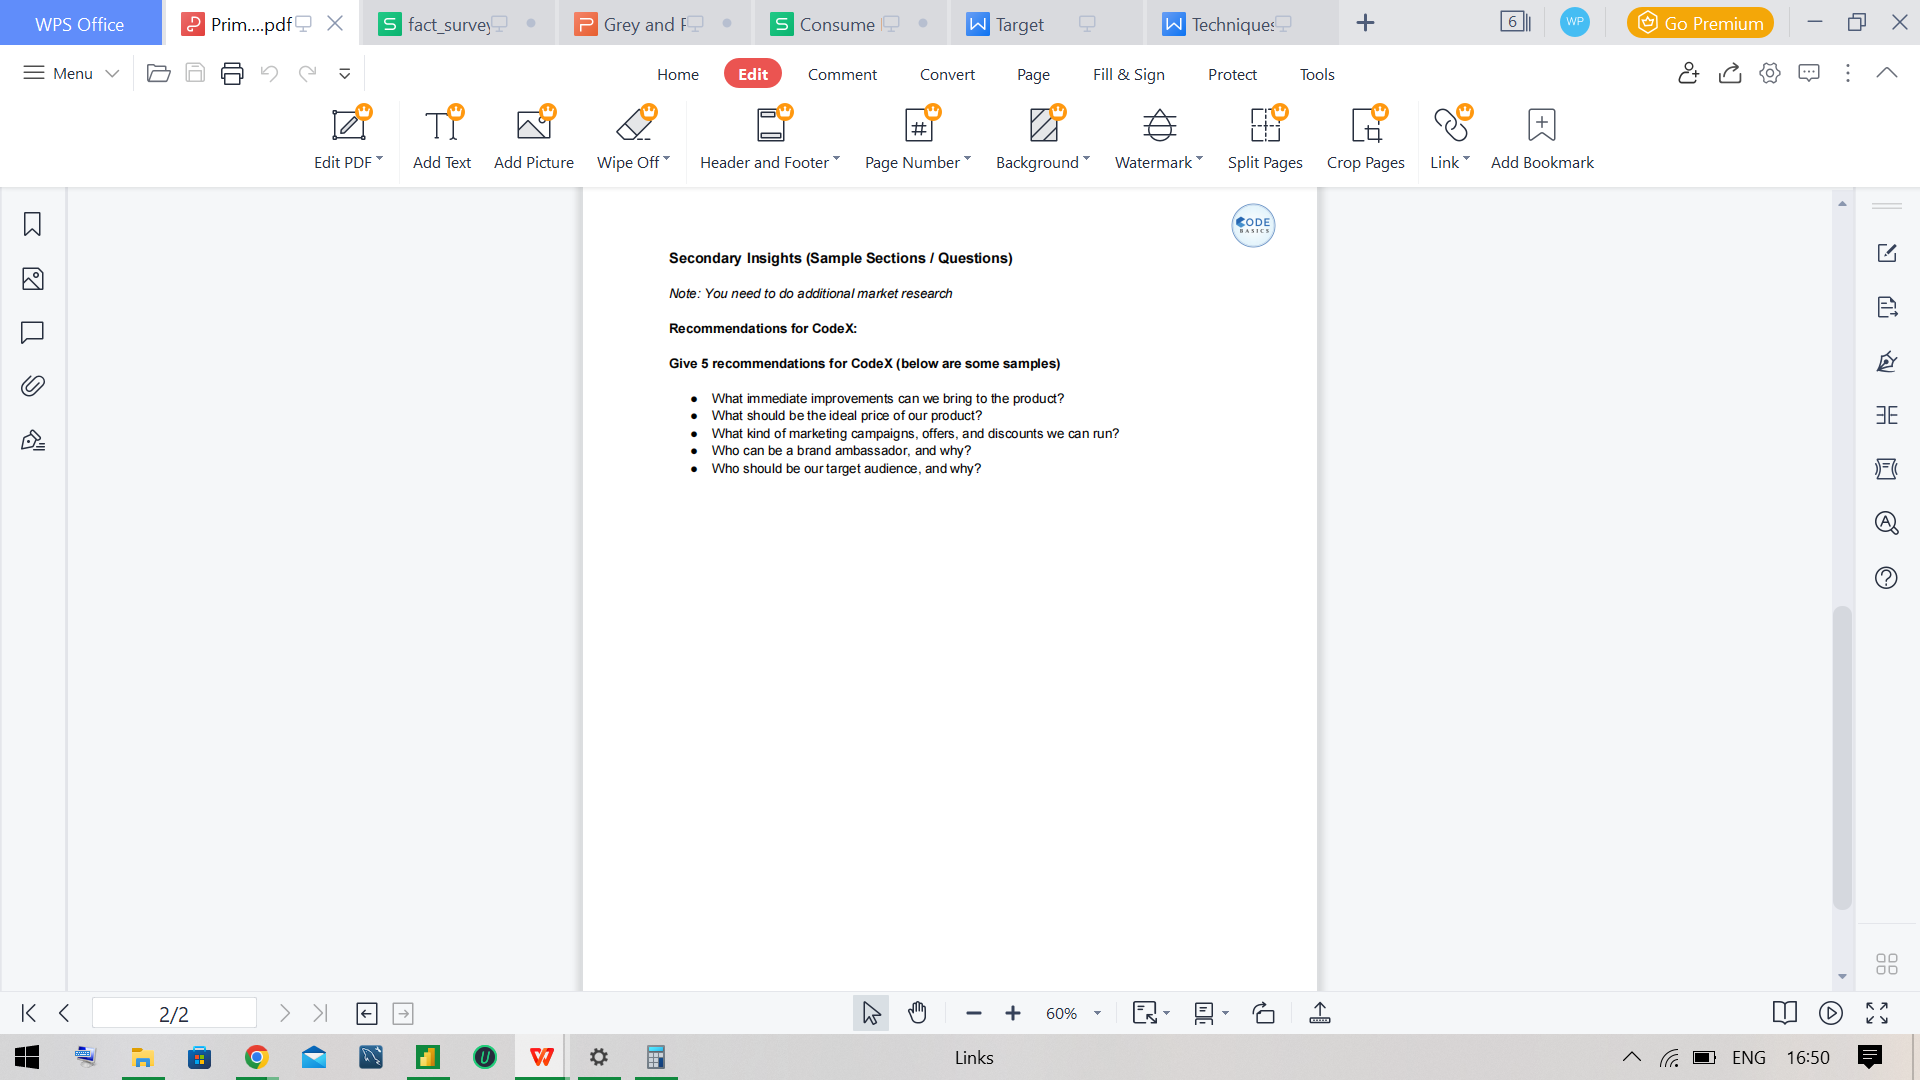 WPS Office
Prim....pdf
fact_survey
Grey and P
Consume
Target
Techniques
6
WP
Go Premium
Menu
Home
Edit
Comment
Convert
Page
Fill & Sign
Protect
Tools
Edit PDF
Add Text
Add Picture
Wipe Off
Header and Footer
Page Number
Background
Watermark
Split Pages
Crop Pages
Link
Add Bookmark
CODE
BASICS
Secondary Insights (Sample Sections / Questions)
Note: You need to do additional market research
Recommendations for CodeX:
Give 5 recommendations for CodeX (below are some samples)
● What immediate improvements can we bring to the product?
● What should be the ideal price of our product?
● What kind of marketing campaigns, offers, and discounts we can run?
● Who can be a brand ambassador, and why?
● Who should be our target audience, and why?
2/2
60%
Links
ENG
16:50